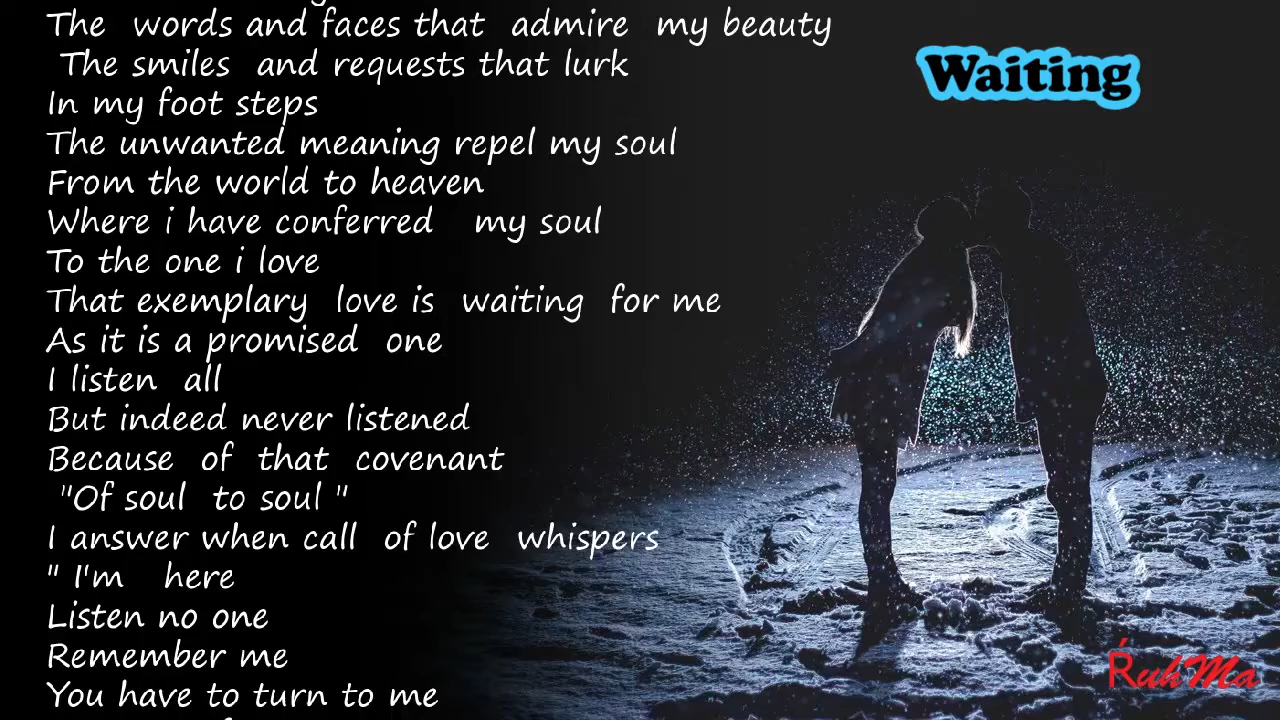 The words and faces that admire my beauty
The smiles and requests that lurk
In my foot steps
The unwanted meaning repel my soul
From the world to heaven
Where i have conferred my soul
To the one i love
That exemplary love is waiting for me
As it is a promised one
I listen all
But indeed never listened
Because of that covenant
"Of soul to soul "
I answer when call of love whispers
" I'm here
Listen no one
Remember me
You have to turn to me
Waiting
ŔuhMa